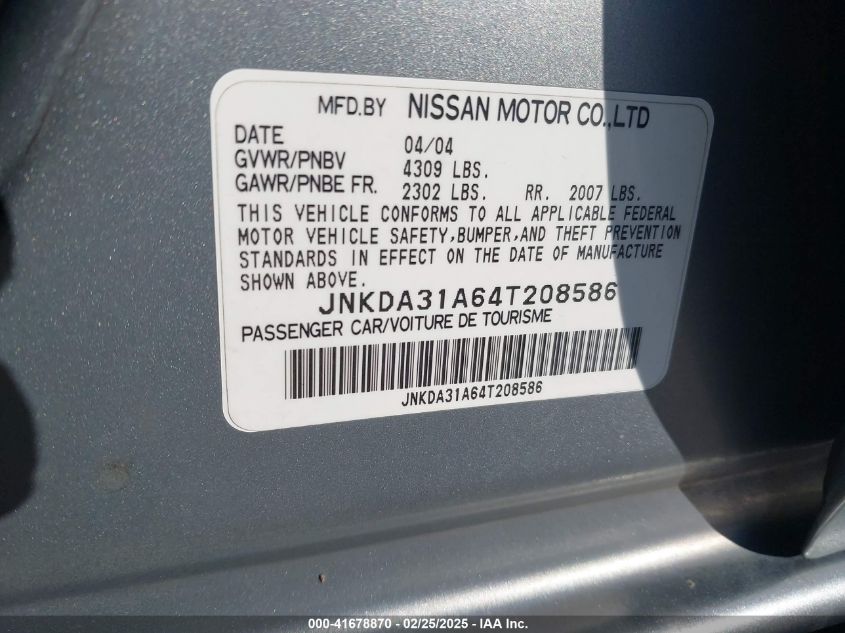 MFD.BY NISSAN MOTOR CO.,LTD
DATE 04/04
GVWR/PNBV 4309 LBS.
GAWR/PNBE FR. 2302 LBS. RR. 2007 LBS.
THIS VEHICLE CONFORMS TO ALL APPLICABLE FEDERAL
MOTOR VEHICLE SAFETY,BUMPER,AND THEFT PREVENTION
STANDARDS IN EFFECT ON THE DATE OF MANUFACTURE
SHOWN ABOVE.
JNKDA31A64T208586
PASSENGER CAR/VOITURE DE TOURISME
JNKDA31A64T208586
000-41678870 - 02/25/2025 - IAA Inc.